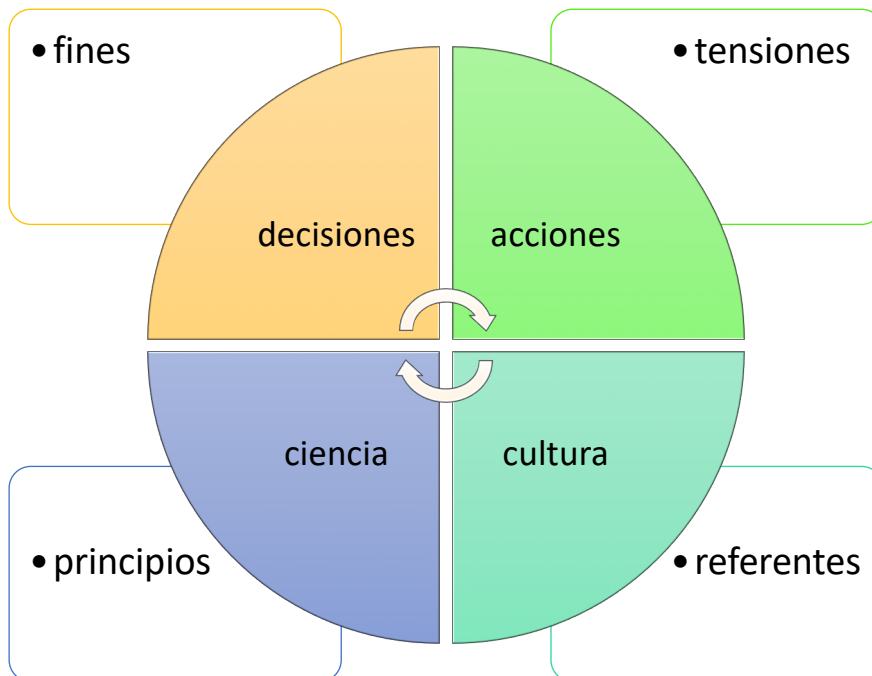 • fines
• tensiones
decisiones
acciones
ciencia
cultura
• principios
• referentes